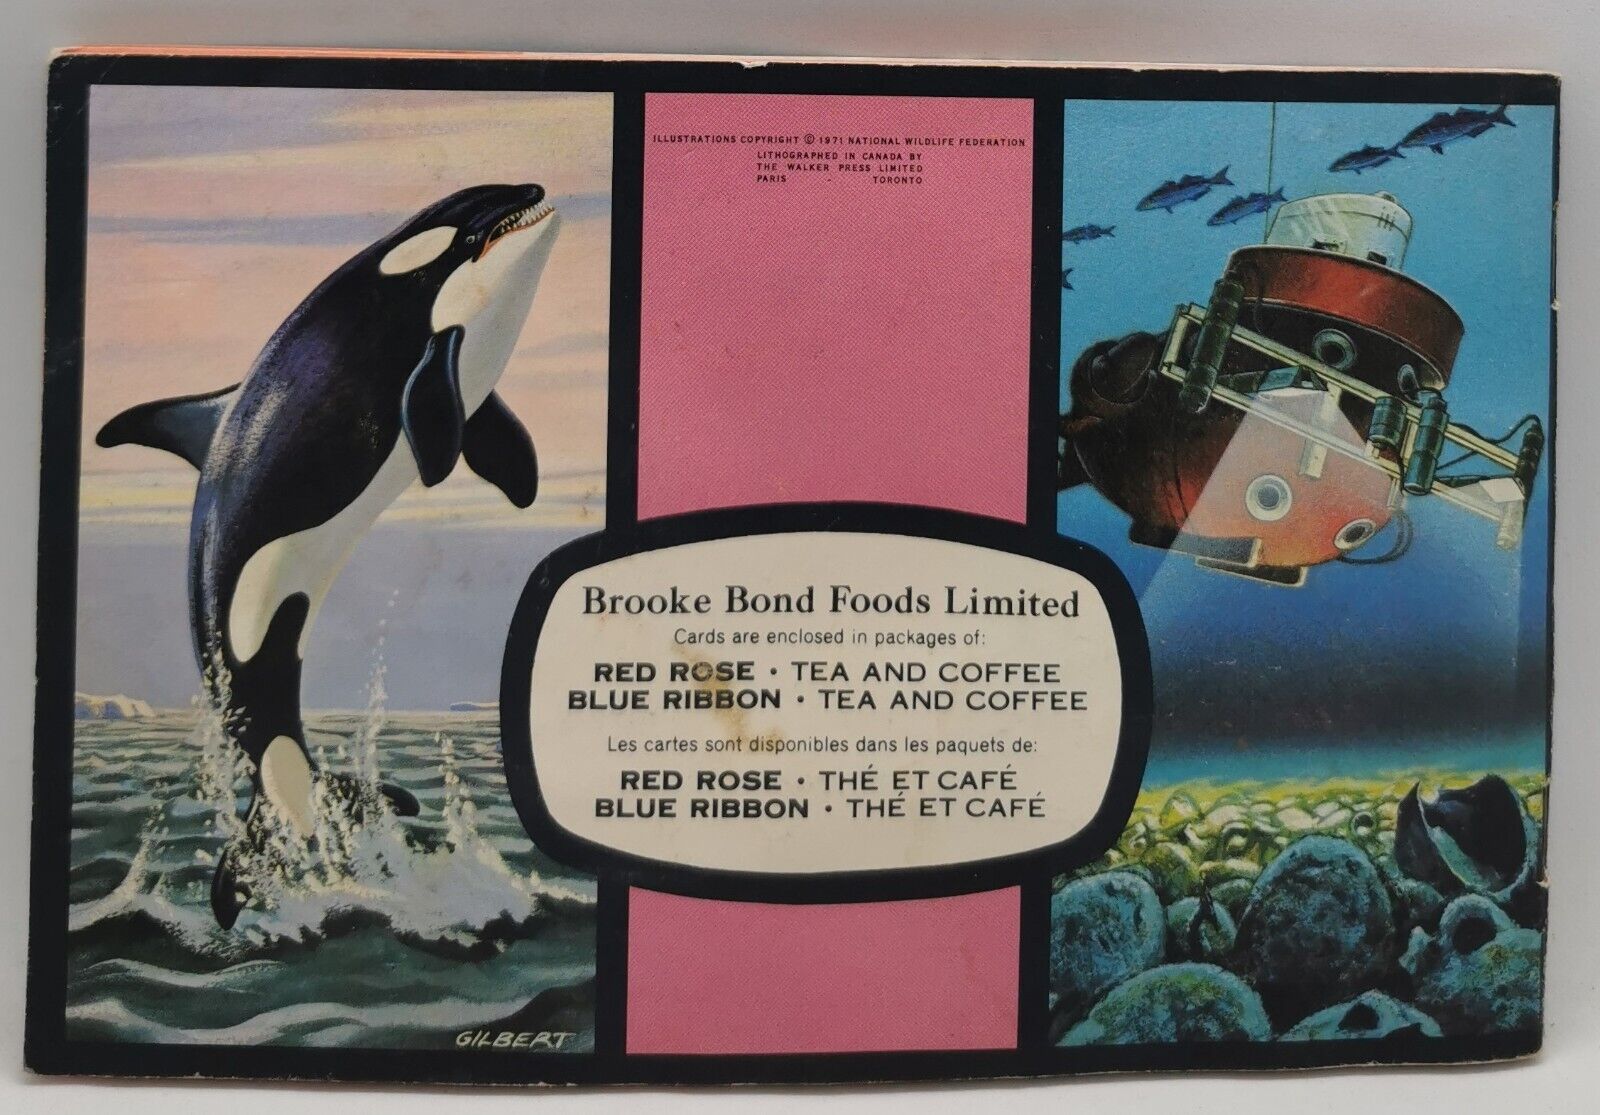 ILLUSTRATIONS COPYRIGHT © 1971 NATIONAL WILDLIFE FEDERATION
LITHOGRAPHED IN CANADA BY
THE WALKER PRESS LIMITED
PARIS - TORONTO
Brooke Bond Foods Limited
Cards are enclosed in packages of:
RED ROSE · TEA AND COFFEE
BLUE RIBBON · TEA AND COFFEE
Les cartes sont disponibles dans les paquets de:
RED ROSE · THÉ ET CAFÉ
BLUE RIBBON · THÉ ET CAFÉ
GILBERT